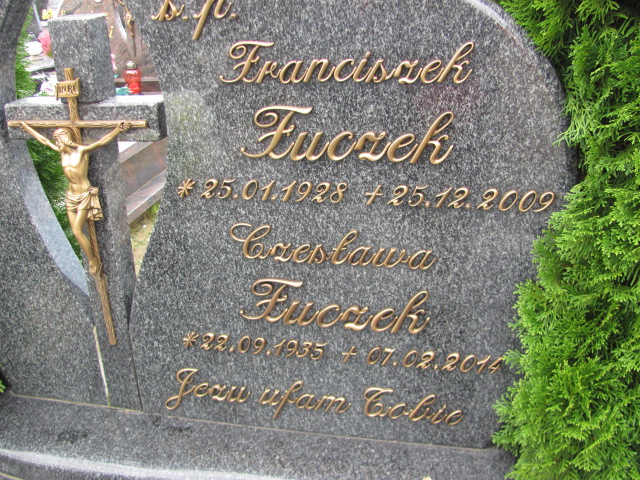 ś.p.
INRI
Franciszek
Fuczek
* 25.01.1928 + 25.12.2009
Czesława
Fuczek
* 22.09.1935 + 07.02.2014
Jezu ufam Tobie